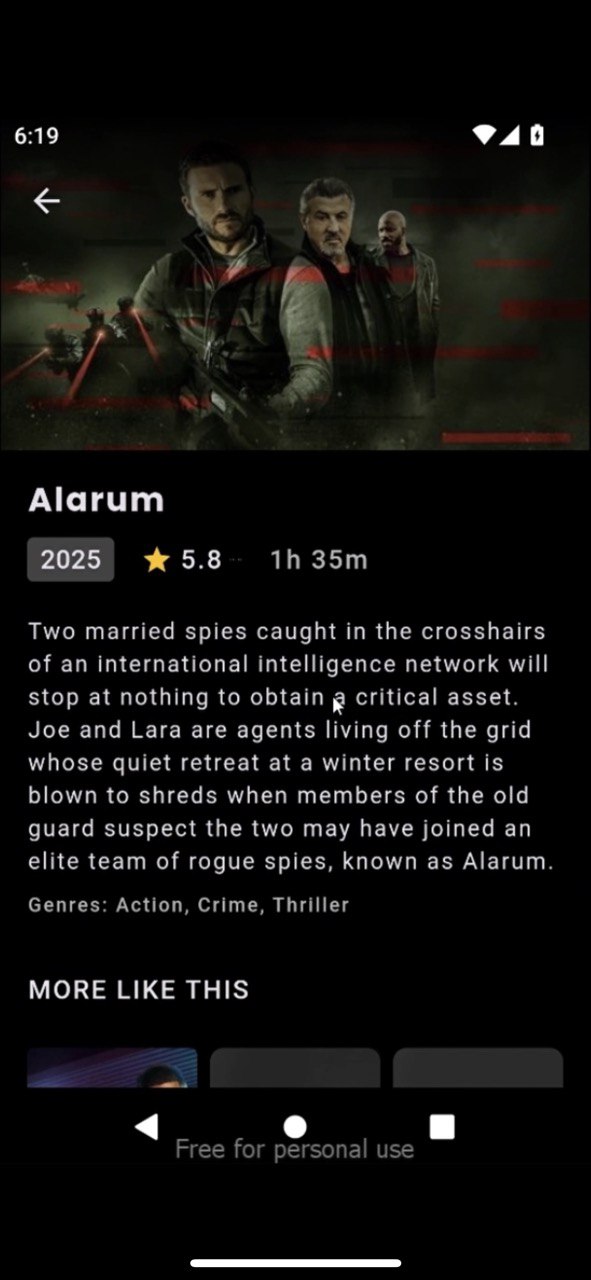 6:19
Alarum
2025 5.8 1h 35m
Two married spies caught in the crosshairs
of an international intelligence network will
stop at nothing to obtain a critical asset.
Joe and Lara are agents living off the grid
whose quiet retreat at a winter resort is
blown to shreds when members of the old
guard suspect the two may have joined an
elite team of rogue spies, known as Alarum.
Genres: Action, Crime, Thriller
MORE LIKE THIS
Free for personal use